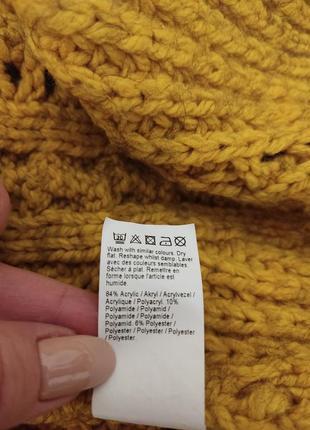 Wash with similar colours. Dry
flat. Reshape whilst damp. Laver
avec des couleurs semblables.
Sécher à plat. Remettre en
forme lorsque l'article est
humide
84% Acrylic / Akryl / Acrylvezel /
Acrylique / Polyacryl. 10%
Polyamide / Polyamid /
Polyamide / Polyamide /
Polyamid. 6% Polyester /
Polyester / Polyester / Polyester
/ Polyester.